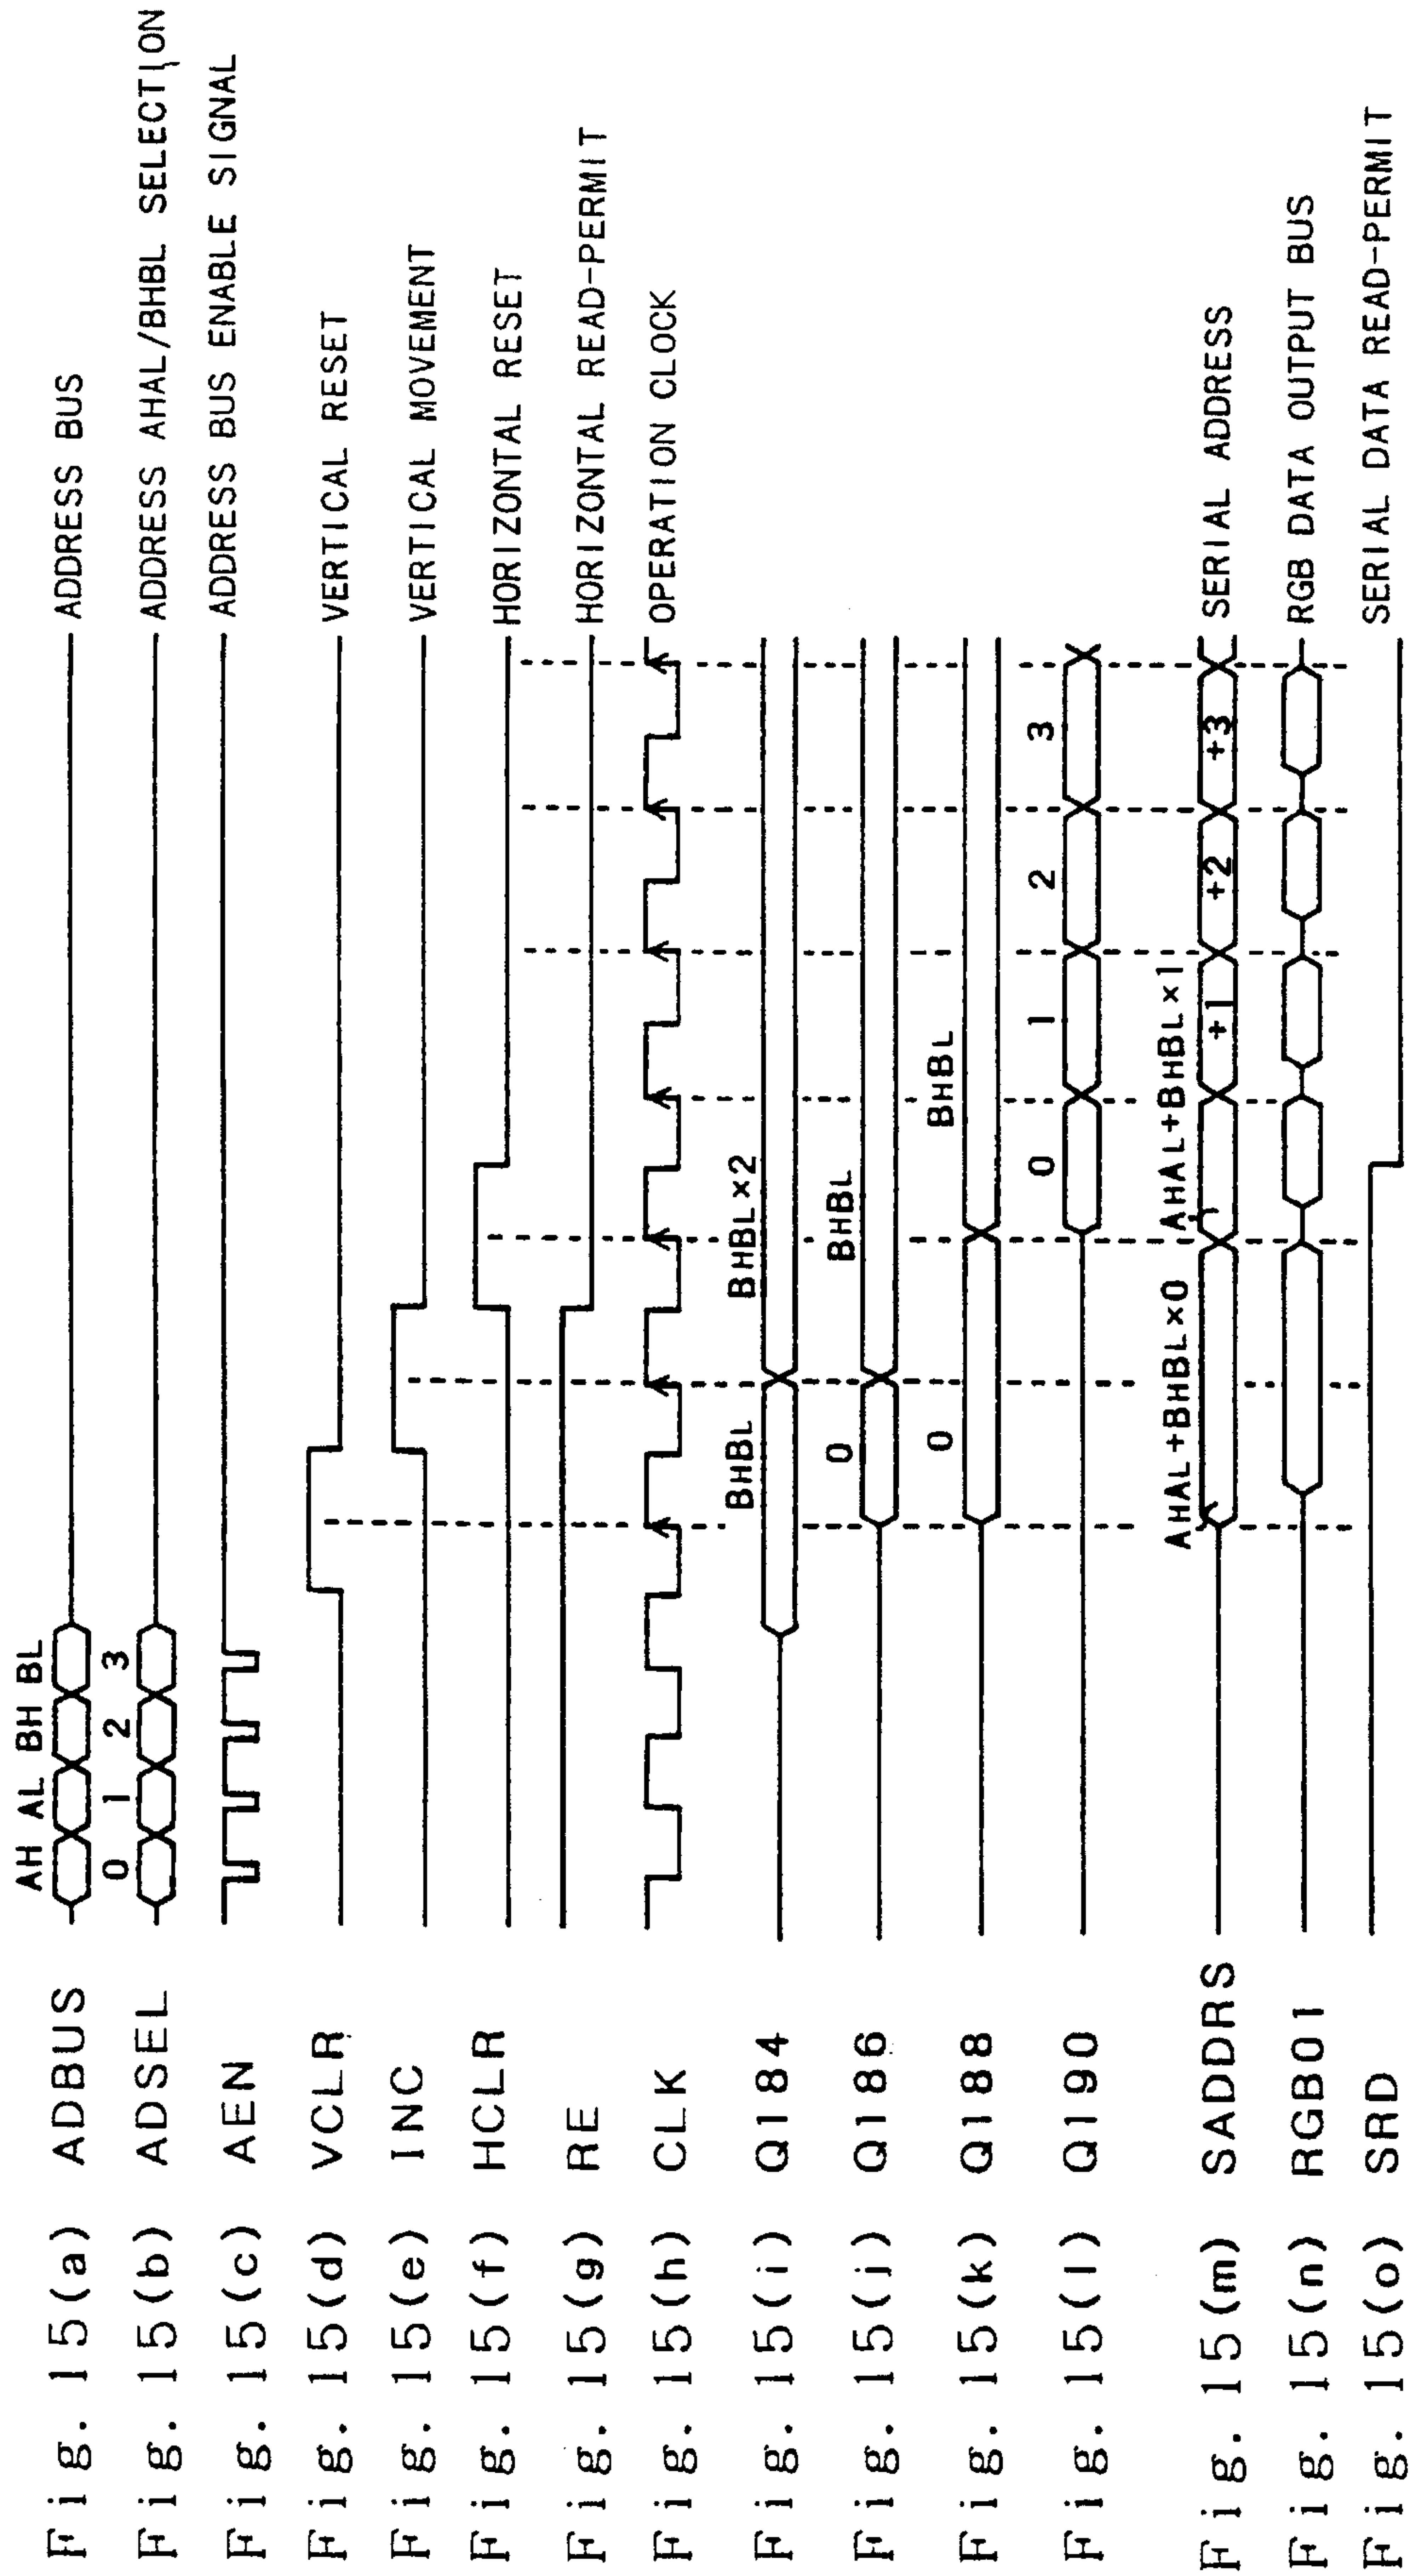 Fig. 15(a) ADBUS AH AL BH BL ADDRESS BUS
Fig. 15(b) ADSEL 0 1 2 3 ADDRESS AHAL/BHBL SELECTION
Fig. 15(c) AEN ADDRESS BUS ENABLE SIGNAL
Fig. 15(d) VCLR VERTICAL RESET
Fig. 15(e) INC VERTICAL MOVEMENT
Fig. 15(f) HCLR HORIZONTAL RESET
Fig. 15(g) RE HORIZONTAL READ-PERMIT
Fig. 15(h) CLK OPERATION CLOCK
Fig. 15(i) Q184 BHBL BHBL×2
Fig. 15(j) Q186 0 BHBL
Fig. 15(k) Q188 0 BHBL
Fig. 15(l) Q190 0 1 2 3
Fig. 15(m) SADDRS AHAL+BHBL×0 AHAL+BHBL×1 +1 +2 +3 SERIAL ADDRESS
Fig. 15(n) RGB01 RGB DATA OUTPUT BUS
Fig. 15(o) SRD SERIAL DATA READ-PERMIT